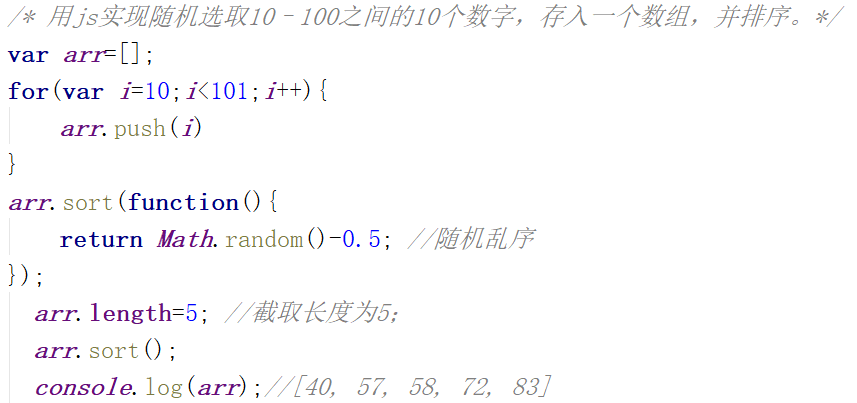 /* 用js实现随机选取10–100之间的10个数字，存入一个数组，并排序。*/
var arr=[];
for(var i=10;i<101;i++){
arr.push(i)
}
arr.sort(function(){
return Math.random()-0.5; //随机乱序
});
arr.length=5; //截取长度为5；
arr.sort();
console.log(arr);//[40, 57, 58, 72, 83]